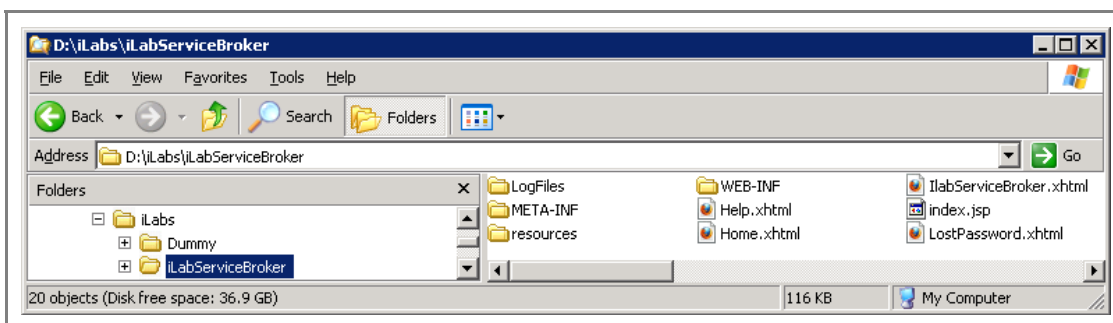 D:\iLabs\iLabServiceBroker
File Edit View Favorites Tools Help
Back Search Folders
Address D:\iLabs\iLabServiceBroker Go
Folders
iLabs
Dummy
iLabServiceBroker
LogFiles WEB-INF IlabServiceBroker.xhtml
META-INF Help.xhtml index.jsp
resources Home.xhtml LostPassword.xhtml
20 objects (Disk free space: 36.9 GB) 116 KB My Computer